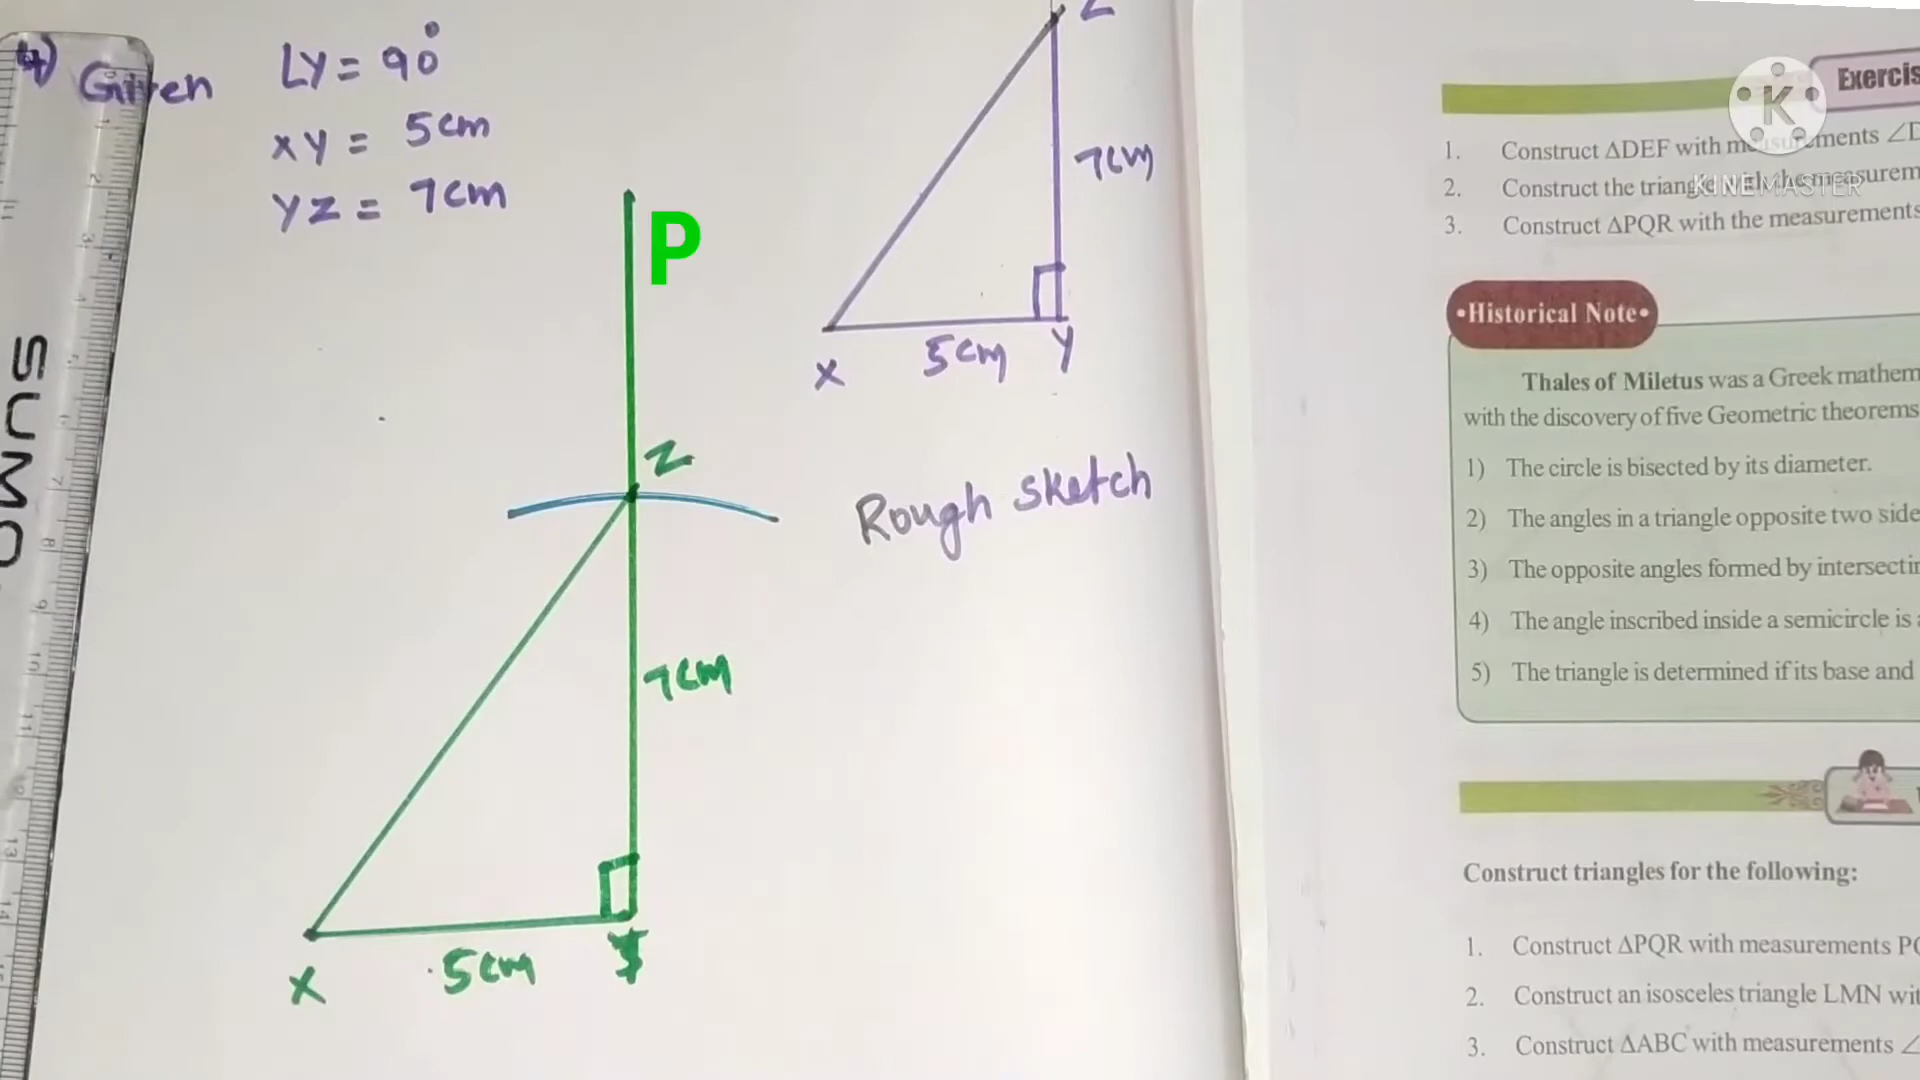 4) Given ∟Y = 90°
XY = 5cm
YZ = 7cm
P
Z
7cm
5cm
X
Y
Z
7cm
5cm
X
Y
Rough sketch
SUMO
K
KINEMASTER
Exercis
1. Construct ΔDEF with measurements ∠D
2. Construct the triangle with the measurem
3. Construct ΔPQR with the measurements
•Historical Note•
Thales of Miletus was a Greek mathem
with the discovery of five Geometric theorems
1) The circle is bisected by its diameter.
2) The angles in a triangle opposite two side
3) The opposite angles formed by intersectin
4) The angle inscribed inside a semicircle is a
5) The triangle is determined if its base and
Construct triangles for the following:
1. Construct ΔPQR with measurements PQ
2. Construct an isosceles triangle LMN wit
3. Construct ΔABC with measurements ∠